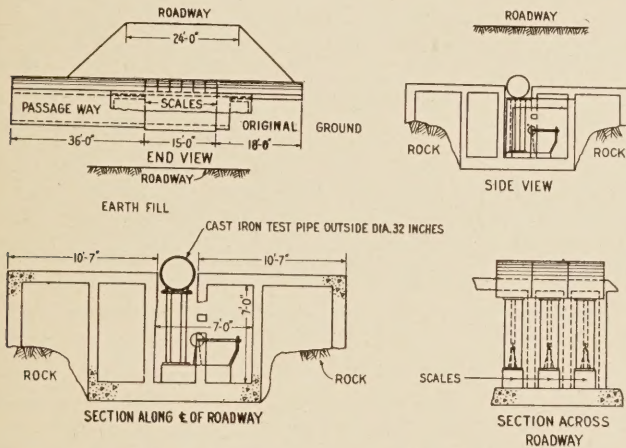 ROADWAY
24'-0"
PASSAGE WAY
SCALES
ORIGINAL GROUND
36'-0"
15'-0"
18'-0"
END VIEW
ROADWAY
EARTH FILL
ROADWAY
ROCK
ROCK
SIDE VIEW
CAST IRON TEST PIPE OUTSIDE DIA. 32 INCHES
10'-7"
10'-7"
7'-0"
7'-0"
ROCK
ROCK
SECTION ALONG ℄ OF ROADWAY
SCALES
SECTION ACROSS
ROADWAY